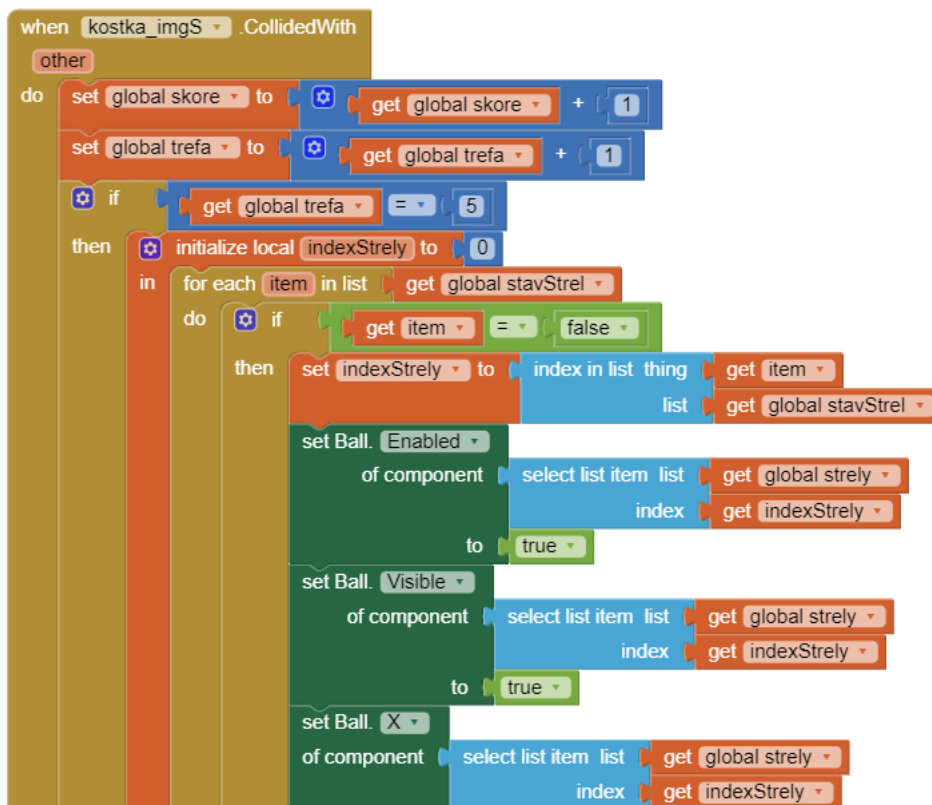 when kostka_imgS .CollidedWith
other
do set global skore to get global skore + 1
set global trefa to get global trefa + 1
if get global trefa = 5
then initialize local indexStrely to 0
in for each item in list get global stavStrel
do if get item = false
then set indexStrely to index in list thing get item
list get global stavStrel
set Ball. Enabled
of component select list item list get global strely
index get indexStrely
to true
set Ball. Visible
of component select list item list get global strely
index get indexStrely
to true
set Ball. X
of component select list item list get global strely
index get indexStrely